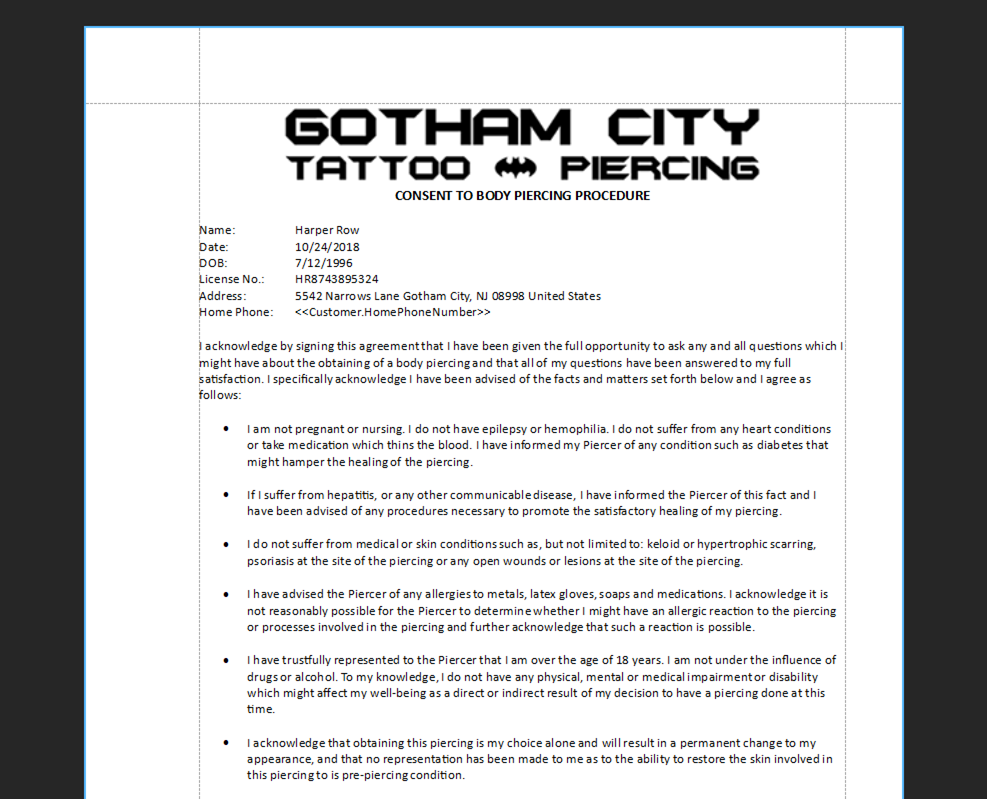 GOTHAM CITY
TATTOO PIERCING
CONSENT TO BODY PIERCING PROCEDURE
Name: Harper Row
Date: 10/24/2018
DOB: 7/12/1996
License No.: HR8743895324
Address: 5542 Narrows Lane Gotham City, NJ 08998 United States
Home Phone: <<Customer.HomePhoneNumber>>
I acknowledge by signing this agreement that I have been given the full opportunity to ask any and all questions which I
might have about the obtaining of a body piercing and that all of my questions have been answered to my full
satisfaction. I specifically acknowledge I have been advised of the facts and matters set forth below and I agree as
follows:
• I am not pregnant or nursing. I do not have epilepsy or hemophilia. I do not suffer from any heart conditions
or take medication which thins the blood. I have informed my Piercer of any condition such as diabetes that
might hamper the healing of the piercing.
• If I suffer from hepatitis, or any other communicable disease, I have informed the Piercer of this fact and I
have been advised of any procedures necessary to promote the satisfactory healing of my piercing.
• I do not suffer from medical or skin conditions such as, but not limited to: keloid or hypertrophic scarring,
psoriasis at the site of the piercing or any open wounds or lesions at the site of the piercing.
• I have advised the Piercer of any allergies to metals, latex gloves, soaps and medications. I acknowledge it is
not reasonably possible for the Piercer to determine whether I might have an allergic reaction to the piercing
or processes involved in the piercing and further acknowledge that such a reaction is possible.
• I have trustfully represented to the Piercer that I am over the age of 18 years. I am not under the influence of
drugs or alcohol. To my knowledge, I do not have any physical, mental or medical impairment or disability
which might affect my well-being as a direct or indirect result of my decision to have a piercing done at this
time.
• I acknowledge that obtaining this piercing is my choice alone and will result in a permanent change to my
appearance, and that no representation has been made to me as to the ability to restore the skin involved in
this piercing to is pre-piercing condition.